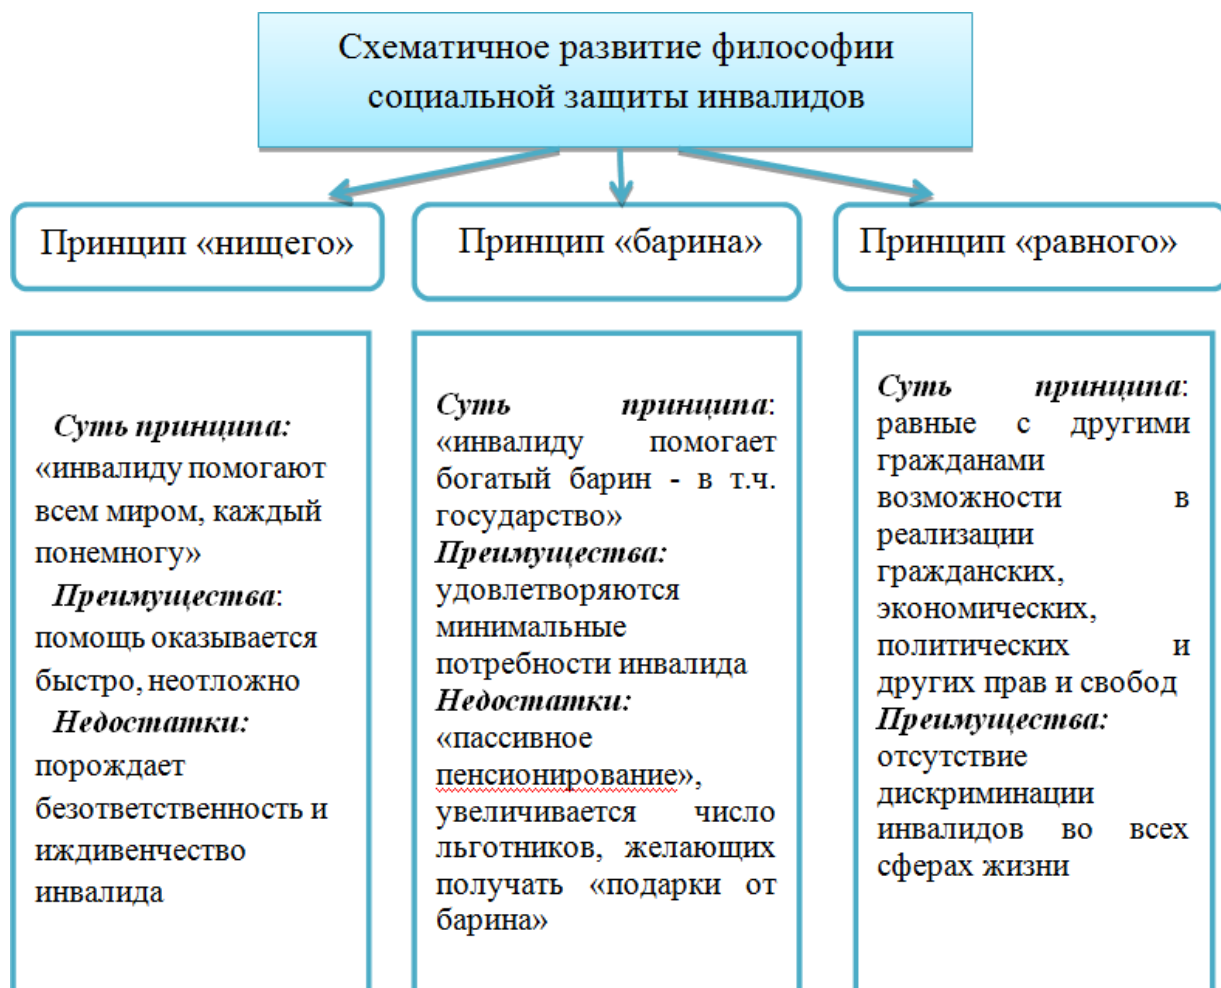 Схематичное развитие философии
социальной защиты инвалидов
Принцип «нищего»
Принцип «барина»
Принцип «равного»
Суть принципа:
«инвалиду помогают
всем миром, каждый
понемногу»
Преимущества:
помощь оказывается
быстро, неотложно
Недостатки:
порождает
безответственность и
иждивенчество
инвалида
Суть принципа:
«инвалиду помогает
богатый барин - в т.ч.
государство»
Преимущества:
удовлетворяются
минимальные
потребности инвалида
Недостатки:
«пассивное
пенсионирование»,
увеличивается число
льготников, желающих
получать «подарки от
барина»
Суть принципа:
равные с другими
гражданами
возможности в
реализации
гражданских,
экономических,
политических и
других прав и свобод
Преимущества:
отсутствие
дискриминации
инвалидов во всех
сферах жизни